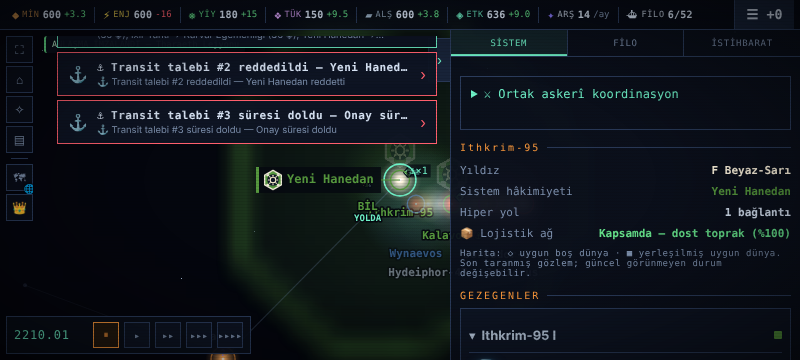 MİN 600 +3.3 ENJ 600 -16 YİY 180 +15 TÜK 150 +9.5 ALŞ 600 +3.8 ETK 636 +9.0 ARŞ 14 /ay FİLO 6/52 ☰ +0
SİSTEM FİLO İSTİHBARAT
⚓ Transit talebi #2 reddedildi — Yeni Haned… ›
⚓ Transit talebi #2 reddedildi — Yeni Hanedan reddetti
⚓ Transit talebi #3 süresi doldu — Onay sür… ›
⚓ Transit talebi #3 süresi doldu — Onay süresi doldu
Yeni Hanedan
×1
BİL
YOLDA
Ithkrim-95
Kala
Wynaevos
Hydeiphor-
▶ ⚔ Ortak askerî koordinasyon
Ithkrim-95
Yıldız F Beyaz-Sarı
Sistem hâkimiyeti Yeni Hanedan
Hiper yol 1 bağlantı
📦 Lojistik ağ Kapsamda — dost toprak (%100)
Harita: ◇ uygun boş dünya · ■ yerleşilmiş uygun dünya.
Son taranmış gözlem; güncel görünmeyen durum
değişebilir.
GEZEGENLER
▾ Ithkrim-95 I
2210.01